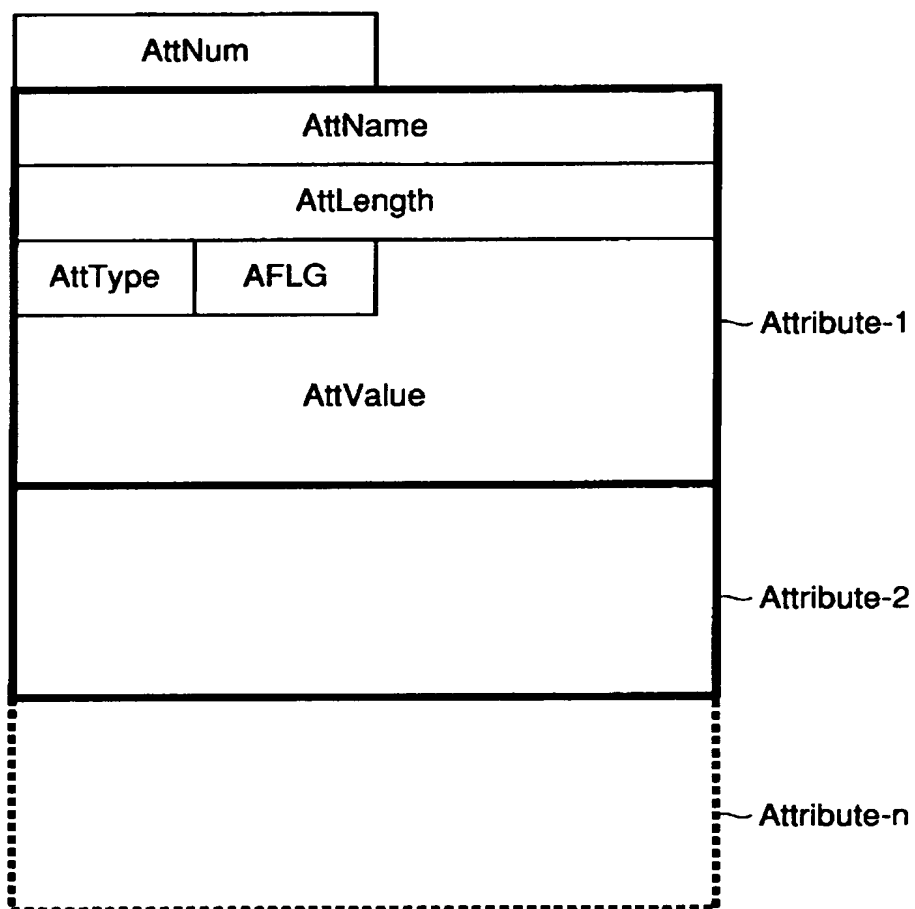 AttNum
AttName
AttLength
AttType AFLG
Attribute-1
AttValue
Attribute-2
Attribute-n